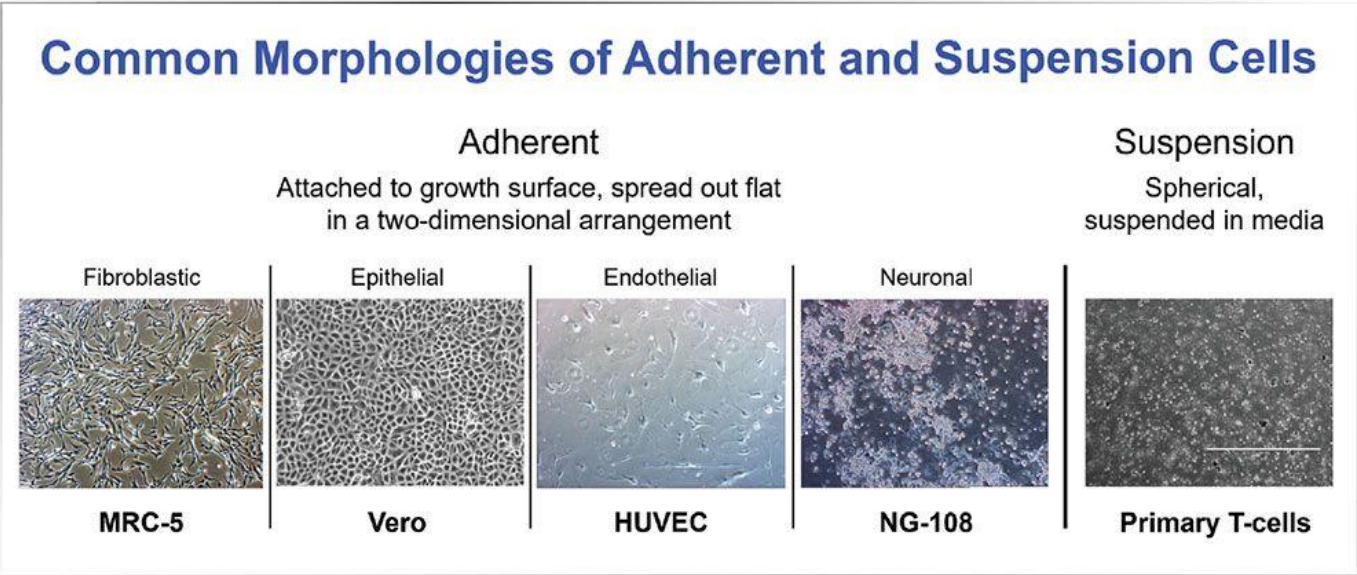 Common Morphologies of Adherent and Suspension Cells
Adherent
Attached to growth surface, spread out flat
in a two-dimensional arrangement
Suspension
Spherical,
suspended in media
Fibroblastic
Epithelial
Endothelial
Neuronal
MRC-5
Vero
HUVEC
NG-108
Primary T-cells